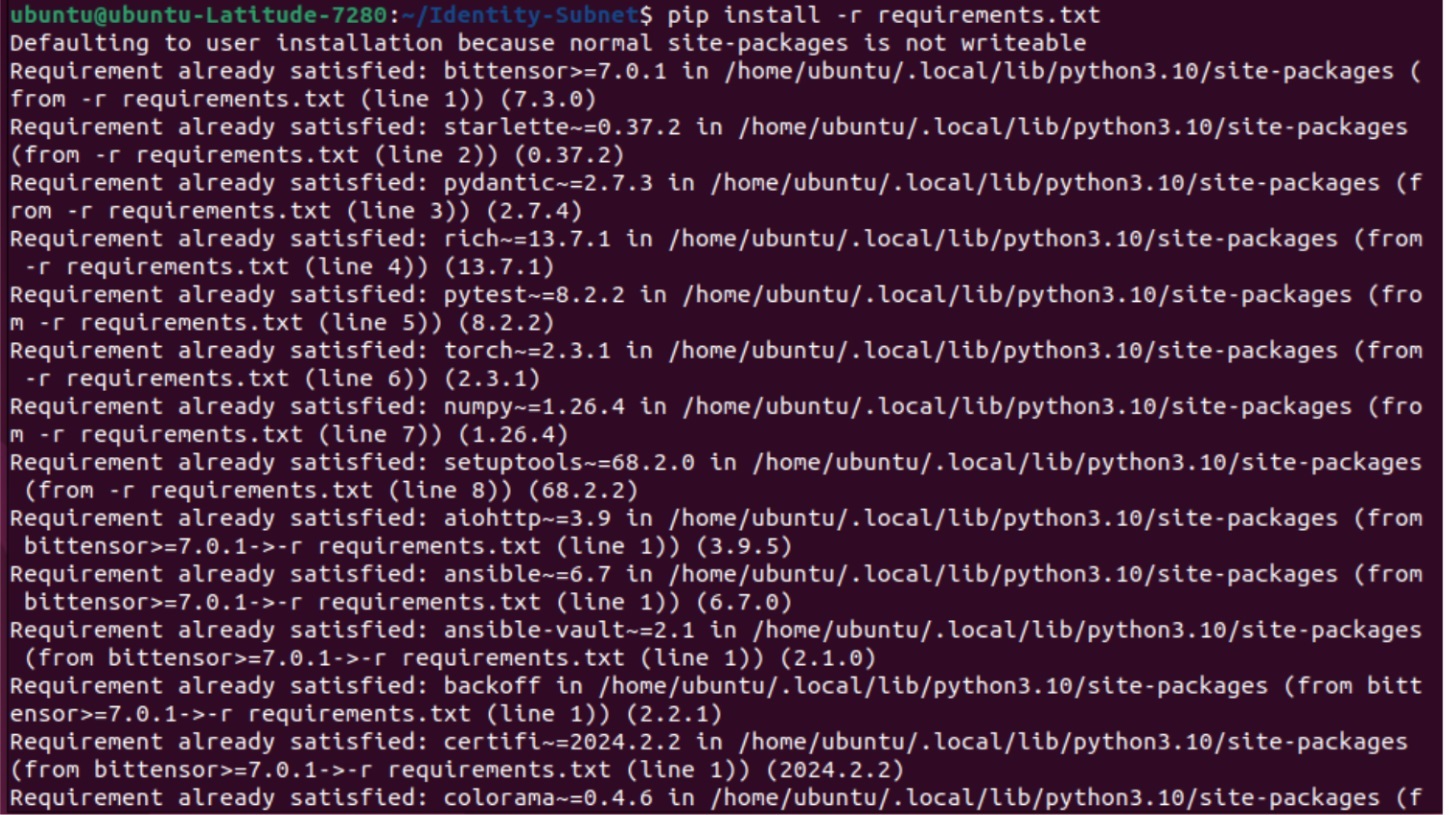 ubuntu@ubuntu-Latitude-7280:~/Identity-Subnet$ pip install -r requirements.txt
Defaulting to user installation because normal site-packages is not writeable
Requirement already satisfied: bittensor>=7.0.1 in /home/ubuntu/.local/lib/python3.10/site-packages (
from -r requirements.txt (line 1)) (7.3.0)
Requirement already satisfied: starlette~=0.37.2 in /home/ubuntu/.local/lib/python3.10/site-packages
(from -r requirements.txt (line 2)) (0.37.2)
Requirement already satisfied: pydantic~=2.7.3 in /home/ubuntu/.local/lib/python3.10/site-packages (f
rom -r requirements.txt (line 3)) (2.7.4)
Requirement already satisfied: rich~=13.7.1 in /home/ubuntu/.local/lib/python3.10/site-packages (from
 -r requirements.txt (line 4)) (13.7.1)
Requirement already satisfied: pytest~=8.2.2 in /home/ubuntu/.local/lib/python3.10/site-packages (fro
m -r requirements.txt (line 5)) (8.2.2)
Requirement already satisfied: torch~=2.3.1 in /home/ubuntu/.local/lib/python3.10/site-packages (from
 -r requirements.txt (line 6)) (2.3.1)
Requirement already satisfied: numpy~=1.26.4 in /home/ubuntu/.local/lib/python3.10/site-packages (fro
m -r requirements.txt (line 7)) (1.26.4)
Requirement already satisfied: setuptools~=68.2.0 in /home/ubuntu/.local/lib/python3.10/site-packages
 (from -r requirements.txt (line 8)) (68.2.2)
Requirement already satisfied: aiohttp~=3.9 in /home/ubuntu/.local/lib/python3.10/site-packages (from
 bittensor>=7.0.1->-r requirements.txt (line 1)) (3.9.5)
Requirement already satisfied: ansible~=6.7 in /home/ubuntu/.local/lib/python3.10/site-packages (from
 bittensor>=7.0.1->-r requirements.txt (line 1)) (6.7.0)
Requirement already satisfied: ansible-vault~=2.1 in /home/ubuntu/.local/lib/python3.10/site-packages
 (from bittensor>=7.0.1->-r requirements.txt (line 1)) (2.1.0)
Requirement already satisfied: backoff in /home/ubuntu/.local/lib/python3.10/site-packages (from bitt
ensor>=7.0.1->-r requirements.txt (line 1)) (2.2.1)
Requirement already satisfied: certifi~=2024.2.2 in /home/ubuntu/.local/lib/python3.10/site-packages
(from bittensor>=7.0.1->-r requirements.txt (line 1)) (2024.2.2)
Requirement already satisfied: colorama~=0.4.6 in /home/ubuntu/.local/lib/python3.10/site-packages (f